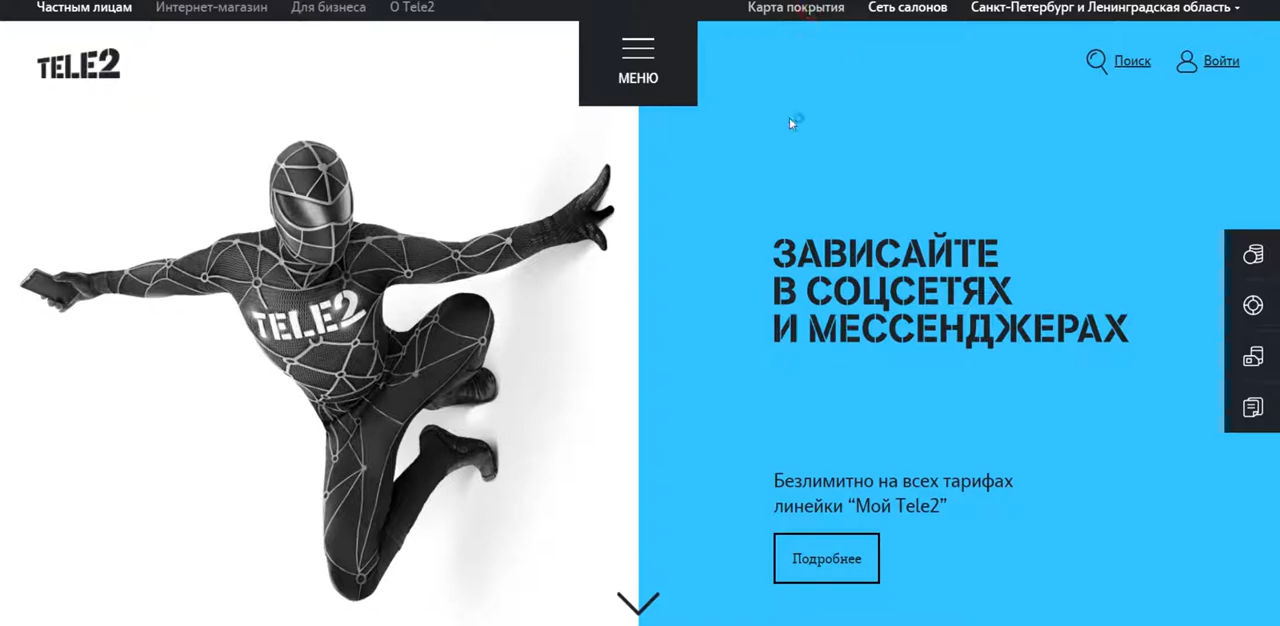 Частным лицам Интернет-магазин Для бизнеса О Tele2 Карта покрытия Сеть салонов Санкт-Петербург и Ленинградская область
TELE2
МЕНЮ
Поиск Войти
TELE2
ЗАВИСАЙТЕ
В СОЦСЕТЯХ
И МЕССЕНДЖЕРАХ
Безлимитно на всех тарифах
линейки “Мой Tele2”
Подробнее